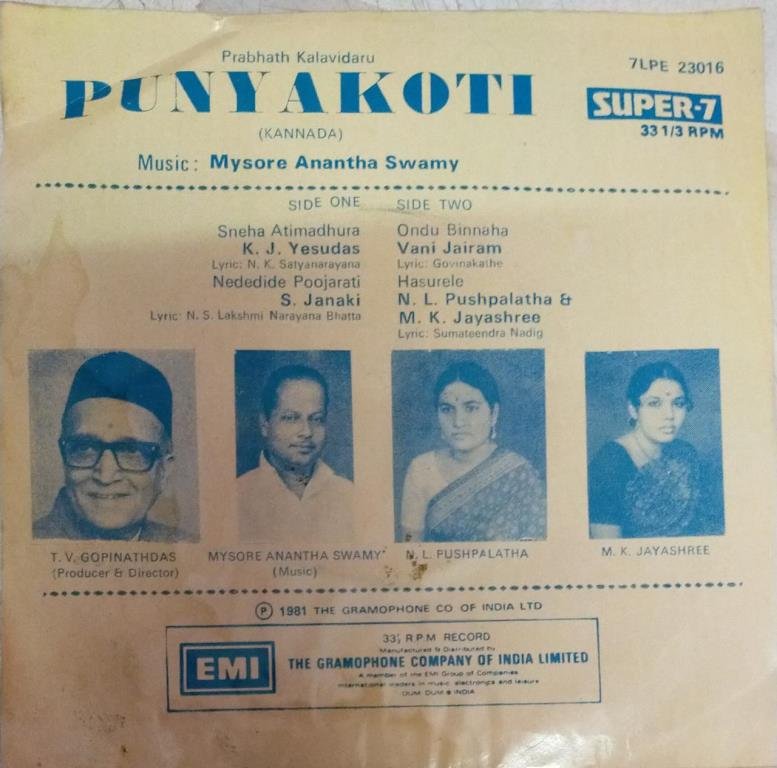 Prabhath Kalavidaru
PUNYAKOTI
(KANNADA)
Music: Mysore Anantha Swamy
7LPE 23016
SUPER-7
33 1/3 RPM
SIDE ONE
Sneha Atimadhura
K. J. Yesudas
Lyric: N. K. Satyanarayana
Nededide Poojarati
S. Janaki
Lyric: N. S. Lakshmi Narayana Bhatta
SIDE TWO
Ondu Binnaha
Vani Jairam
Lyric: Govinakathe
Hasurele
N. L. Pushpalatha &
M. K. Jayashree
Lyric: Sumateendra Nadig
T. V. GOPINATHDAS
(Producer & Director)
MYSORE ANANTHA SWAMY
(Music)
N. L. PUSHPALATHA
M. K. JAYASHREE
Ⓟ 1981 THE GRAMOPHONE CO OF INDIA LTD
EMI
33⅓ R P M RECORD
Manufactured & Distributed by
THE GRAMOPHONE COMPANY OF INDIA LIMITED
A member of the EMI Group of Companies
International leaders in music electronics and leisure
DUM DUM INDIA